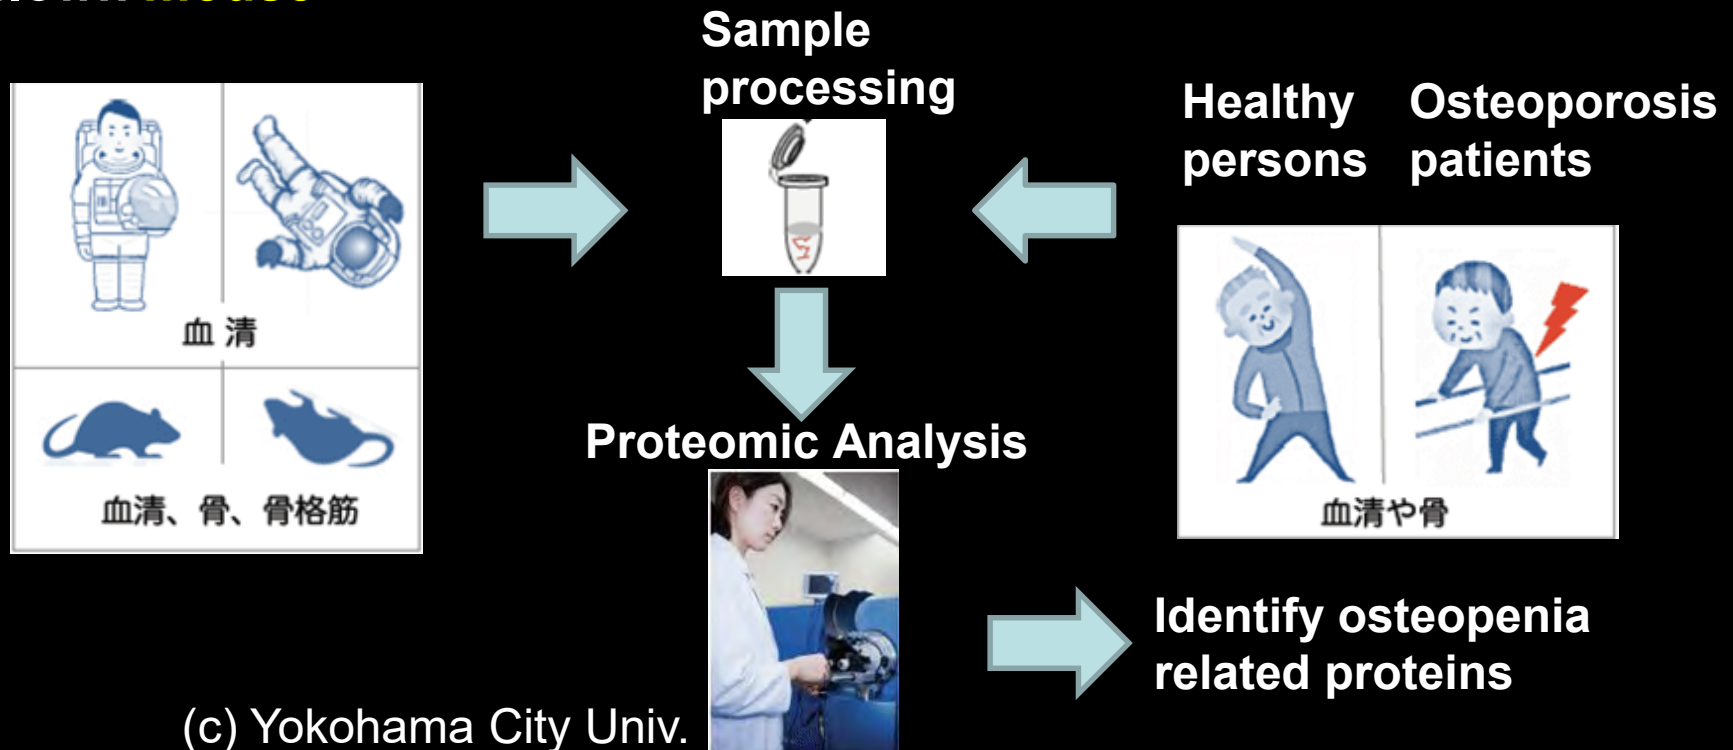 Mouse
Sample
processing
Healthy
persons
Osteoporosis
patients
血 清
血清、骨、骨格筋
Proteomic Analysis
血清や骨
Identify osteopenia
related proteins
(c) Yokohama City Univ.